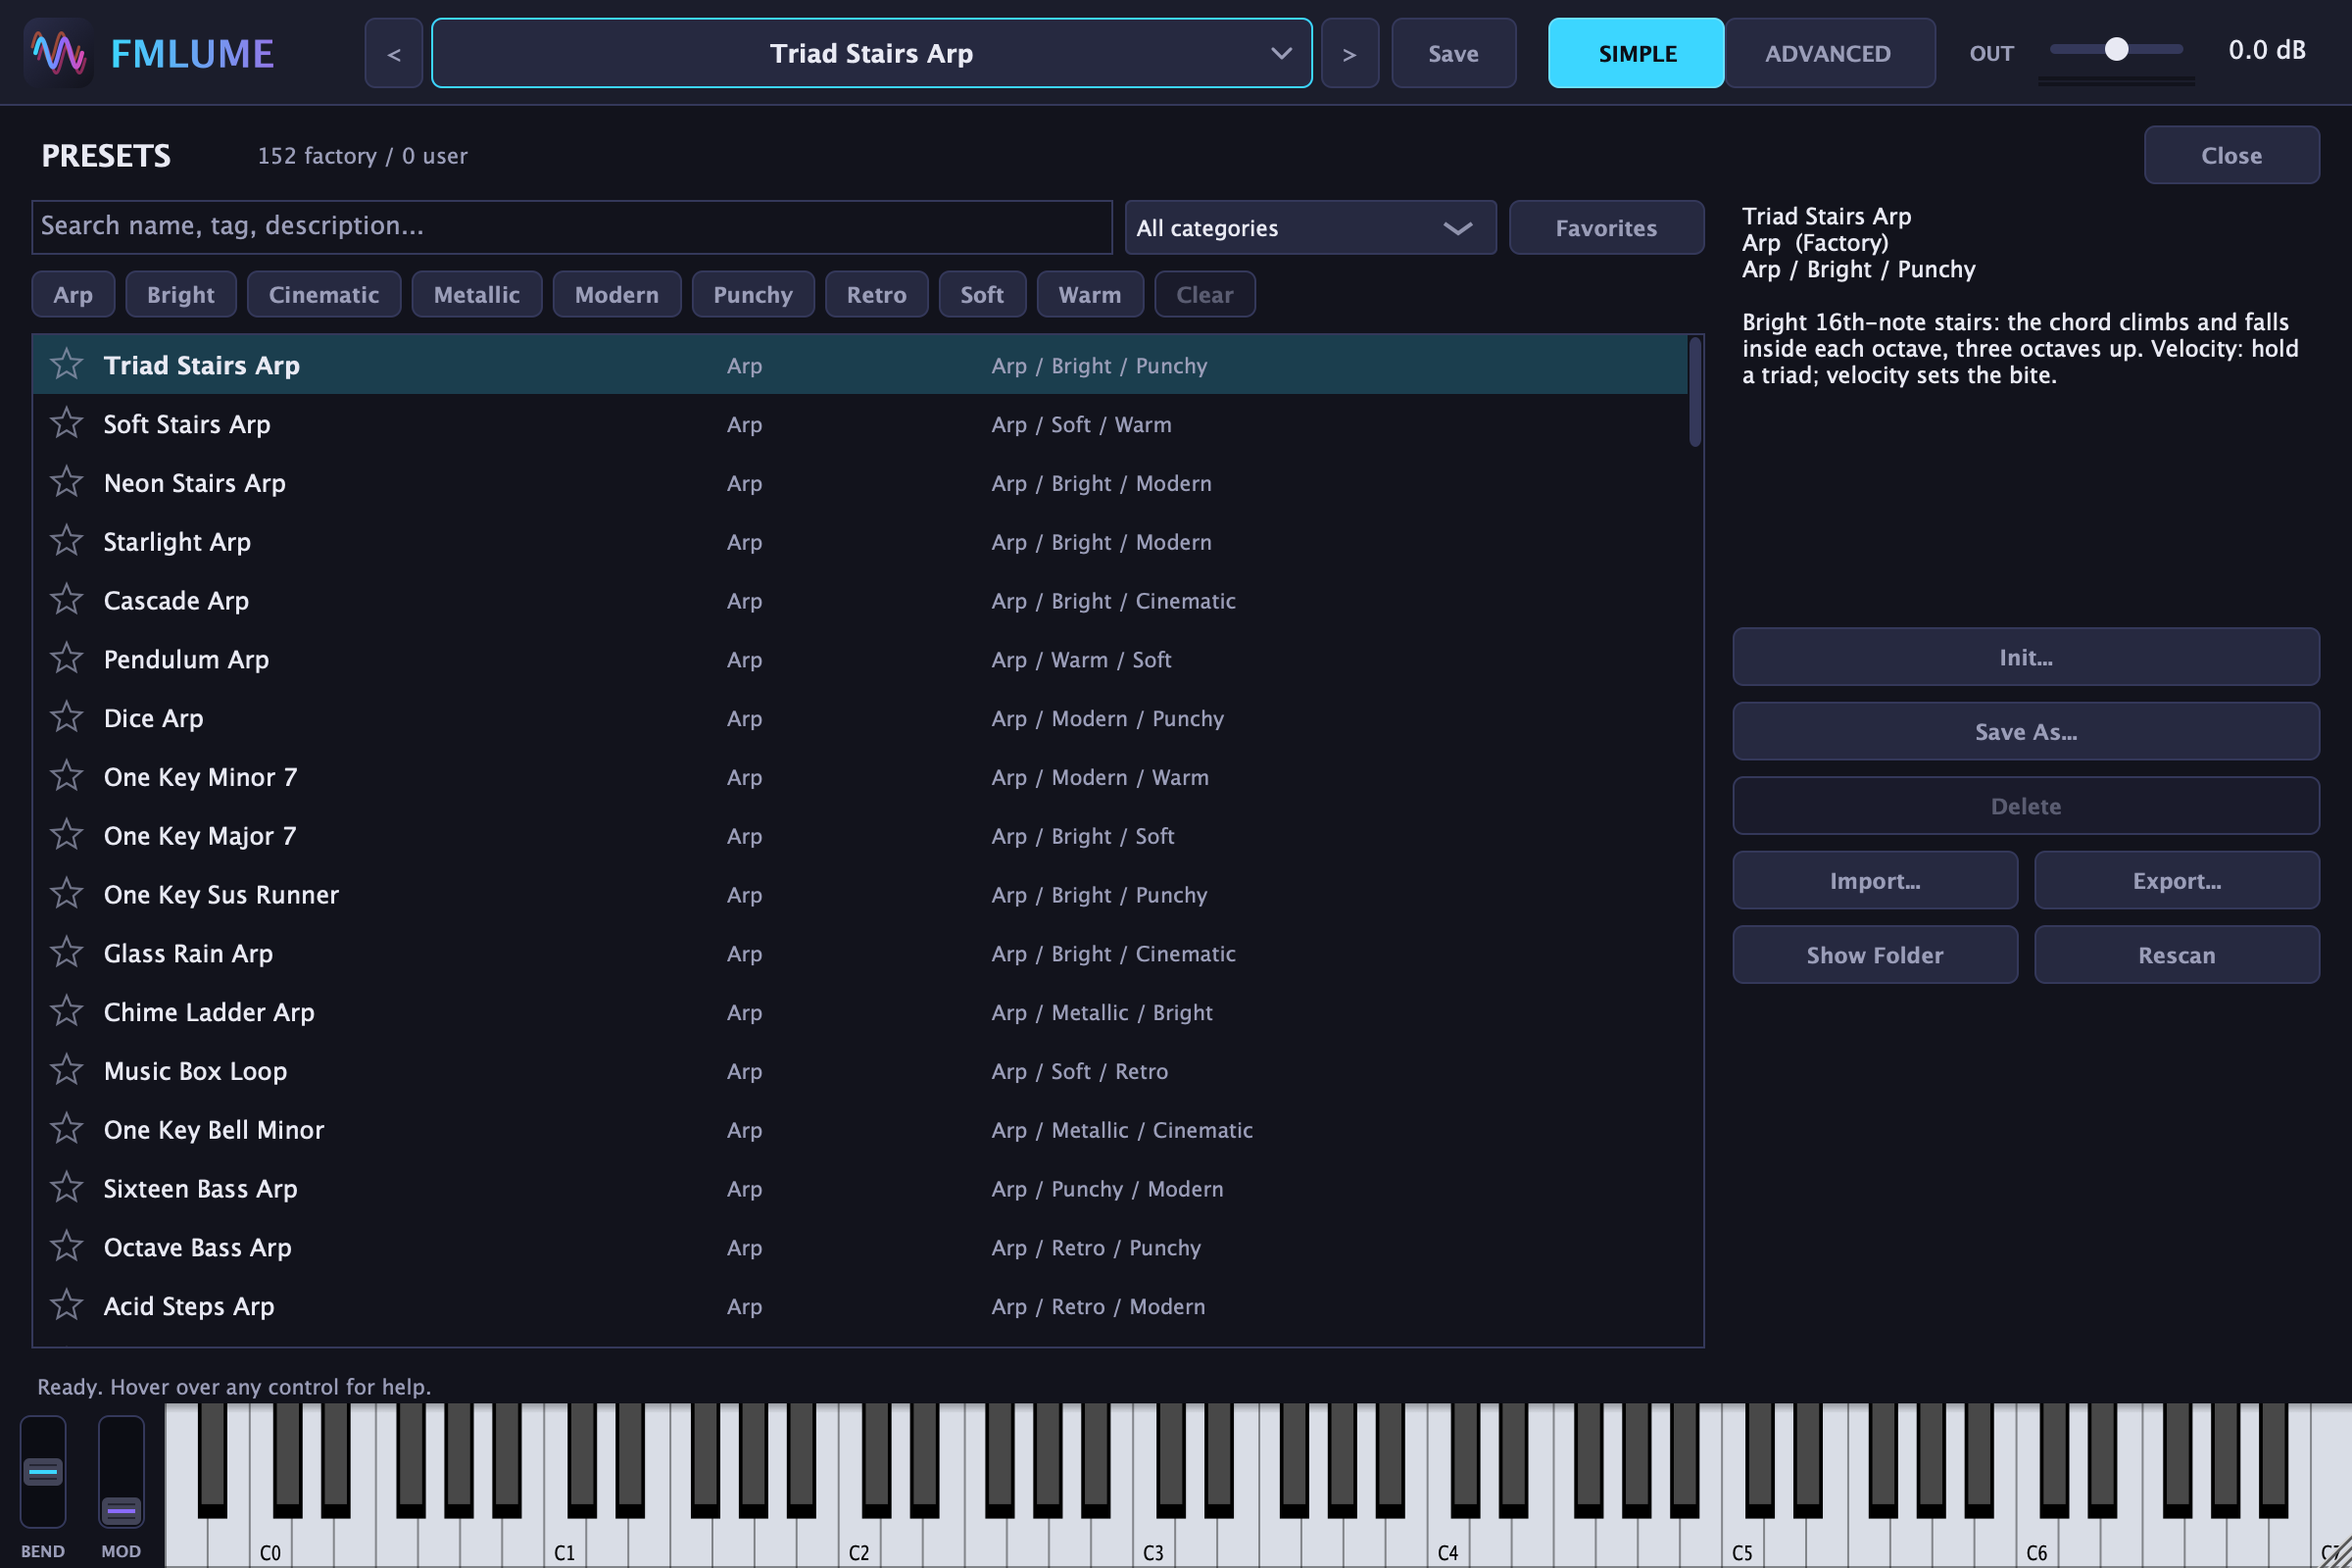 FMLUME
<
Triad Stairs Arp
>
Save
SIMPLE
ADVANCED
OUT
0.0 dB
PRESETS
152 factory / 0 user
Close
Search name, tag, description...
All categories
Favorites
Arp
Bright
Cinematic
Metallic
Modern
Punchy
Retro
Soft
Warm
Clear
Triad Stairs Arp Arp Arp / Bright / Punchy
Soft Stairs Arp Arp Arp / Soft / Warm
Neon Stairs Arp Arp Arp / Bright / Modern
Starlight Arp Arp Arp / Bright / Modern
Cascade Arp Arp Arp / Bright / Cinematic
Pendulum Arp Arp Arp / Warm / Soft
Dice Arp Arp Arp / Modern / Punchy
One Key Minor 7 Arp Arp / Modern / Warm
One Key Major 7 Arp Arp / Bright / Soft
One Key Sus Runner Arp Arp / Bright / Punchy
Glass Rain Arp Arp Arp / Bright / Cinematic
Chime Ladder Arp Arp Arp / Metallic / Bright
Music Box Loop Arp Arp / Soft / Retro
One Key Bell Minor Arp Arp / Metallic / Cinematic
Sixteen Bass Arp Arp Arp / Punchy / Modern
Octave Bass Arp Arp Arp / Retro / Punchy
Acid Steps Arp Arp Arp / Retro / Modern
Triad Stairs Arp
Arp (Factory)
Arp / Bright / Punchy
Bright 16th-note stairs: the chord climbs and falls
inside each octave, three octaves up. Velocity: hold
a triad; velocity sets the bite.
Init...
Save As...
Delete
Import...
Export...
Show Folder
Rescan
Ready. Hover over any control for help.
BEND
MOD
C0
C1
C2
C3
C4
C5
C6